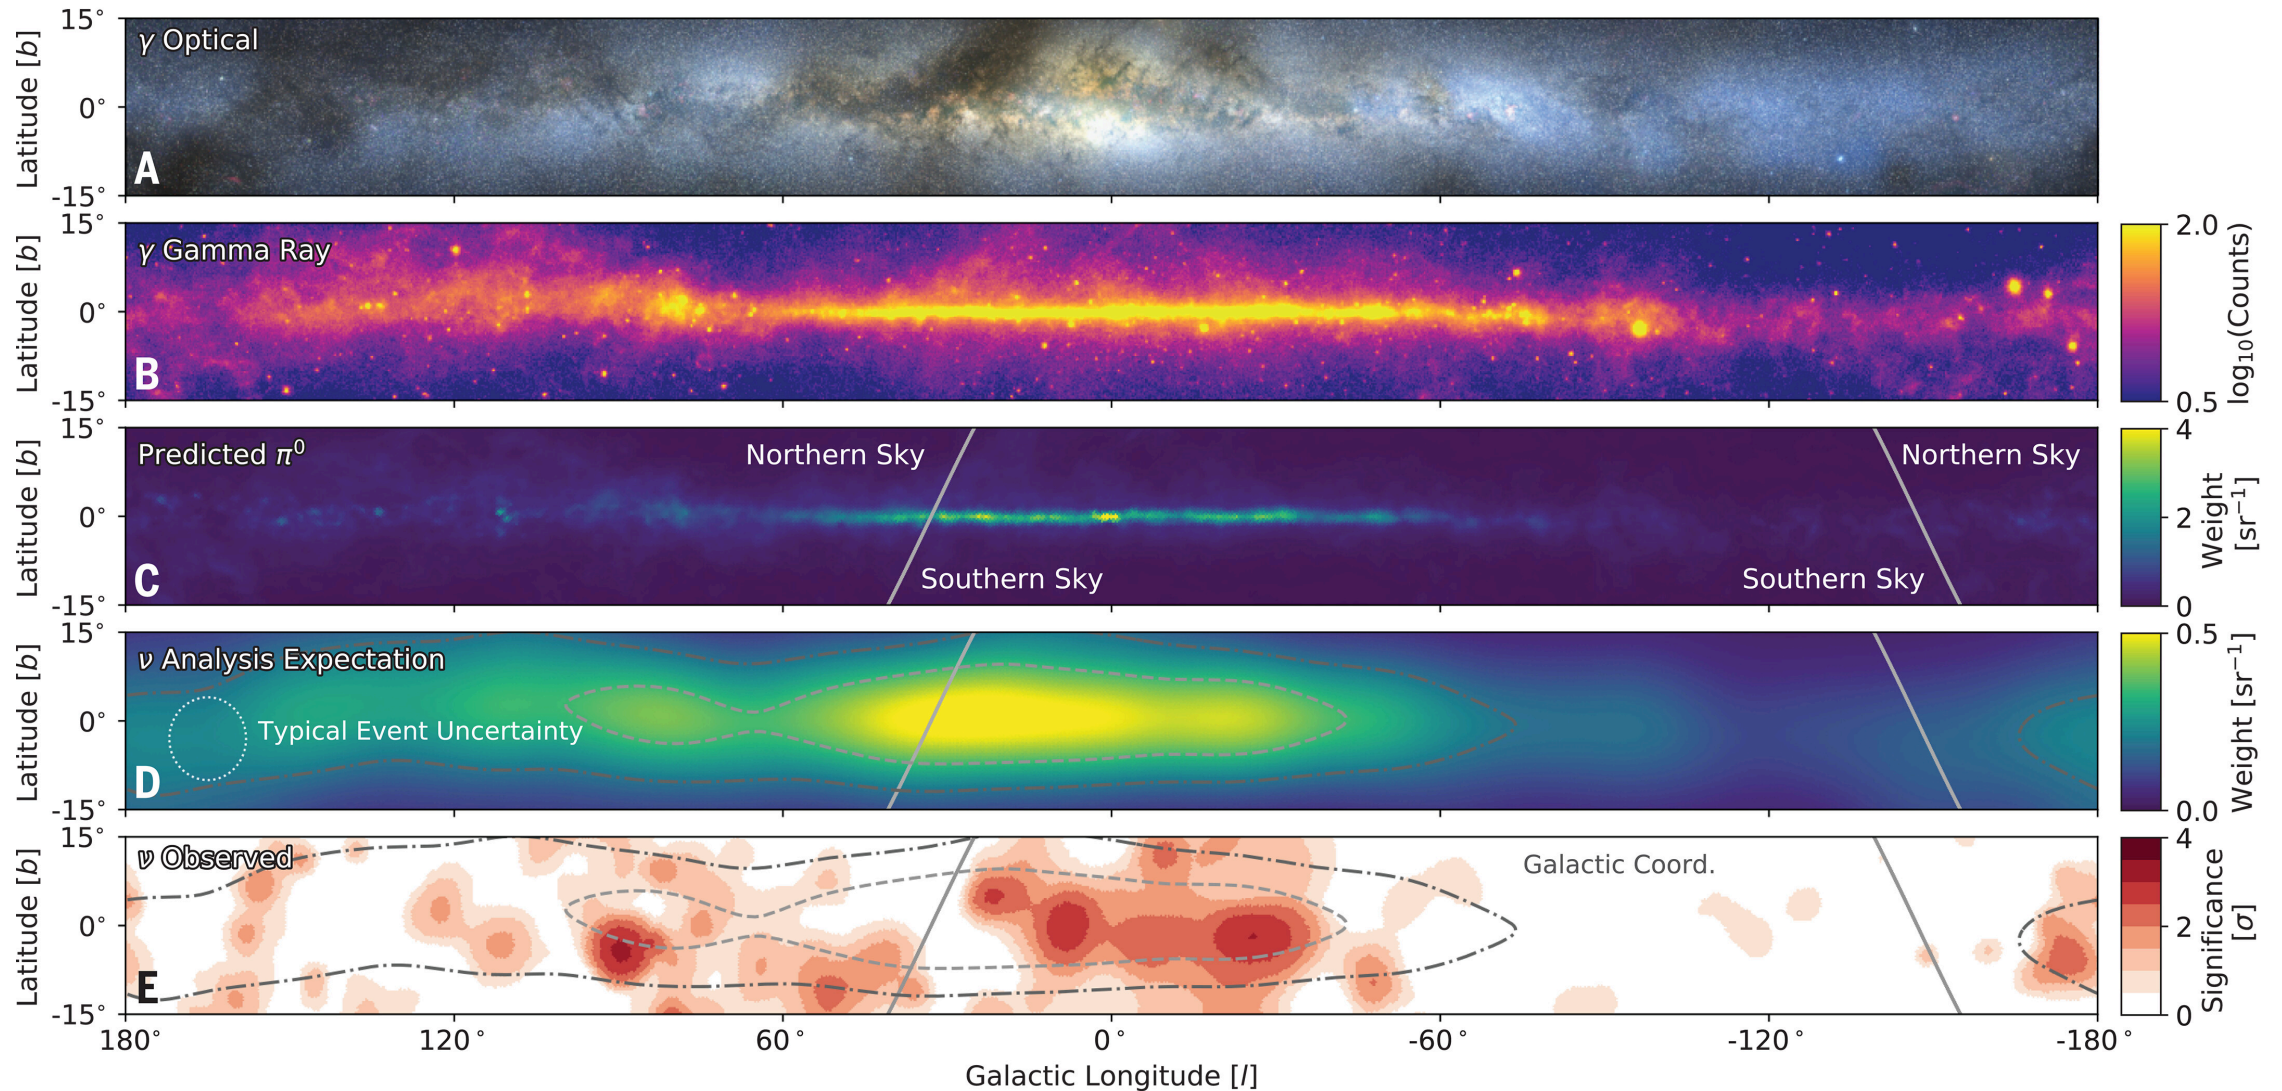 15°
γ Optical
Latitude [b]
0°
A
-15°
15°
γ Gamma Ray
Latitude [b]
0°
B
-15°
2.0
log₁₀(Counts)
0.5
15°
Predicted π⁰
Northern Sky
Northern Sky
Latitude [b]
0°
C
Southern Sky
Southern Sky
-15°
4
2
0
Weight
[sr⁻¹]
15°
ν Analysis Expectation
Latitude [b]
0°
Typical Event Uncertainty
D
-15°
0.5
0.0
Weight [sr⁻¹]
15°
ν Observed
Galactic Coord.
Latitude [b]
0°
E
-15°
4
2
0
Significance
[σ]
180° 120° 60° 0° -60° -120° -180°
Galactic Longitude [l]